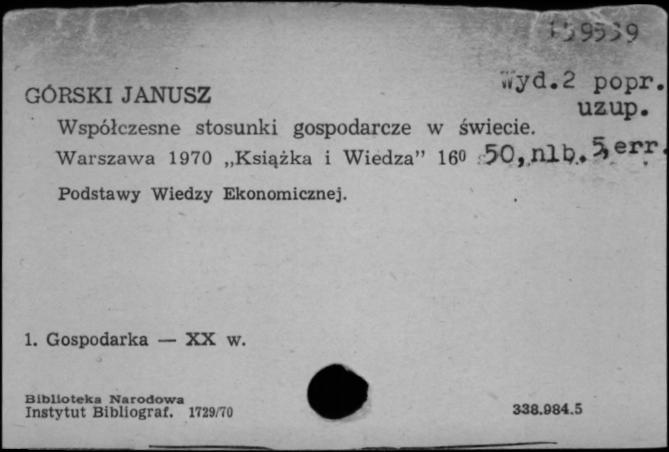 159539
Wyd.2 popr.
uzup.
GÓRSKI JANUSZ
Współczesne stosunki gospodarcze w świecie.
Warszawa 1970 „Książka i Wiedza” 16⁰ 50, nlb. 5, err.
Podstawy Wiedzy Ekonomicznej.
1. Gospodarka — XX w.
Biblioteka Narodowa
Instytut Bibliograf. 1729/70 338.984.5